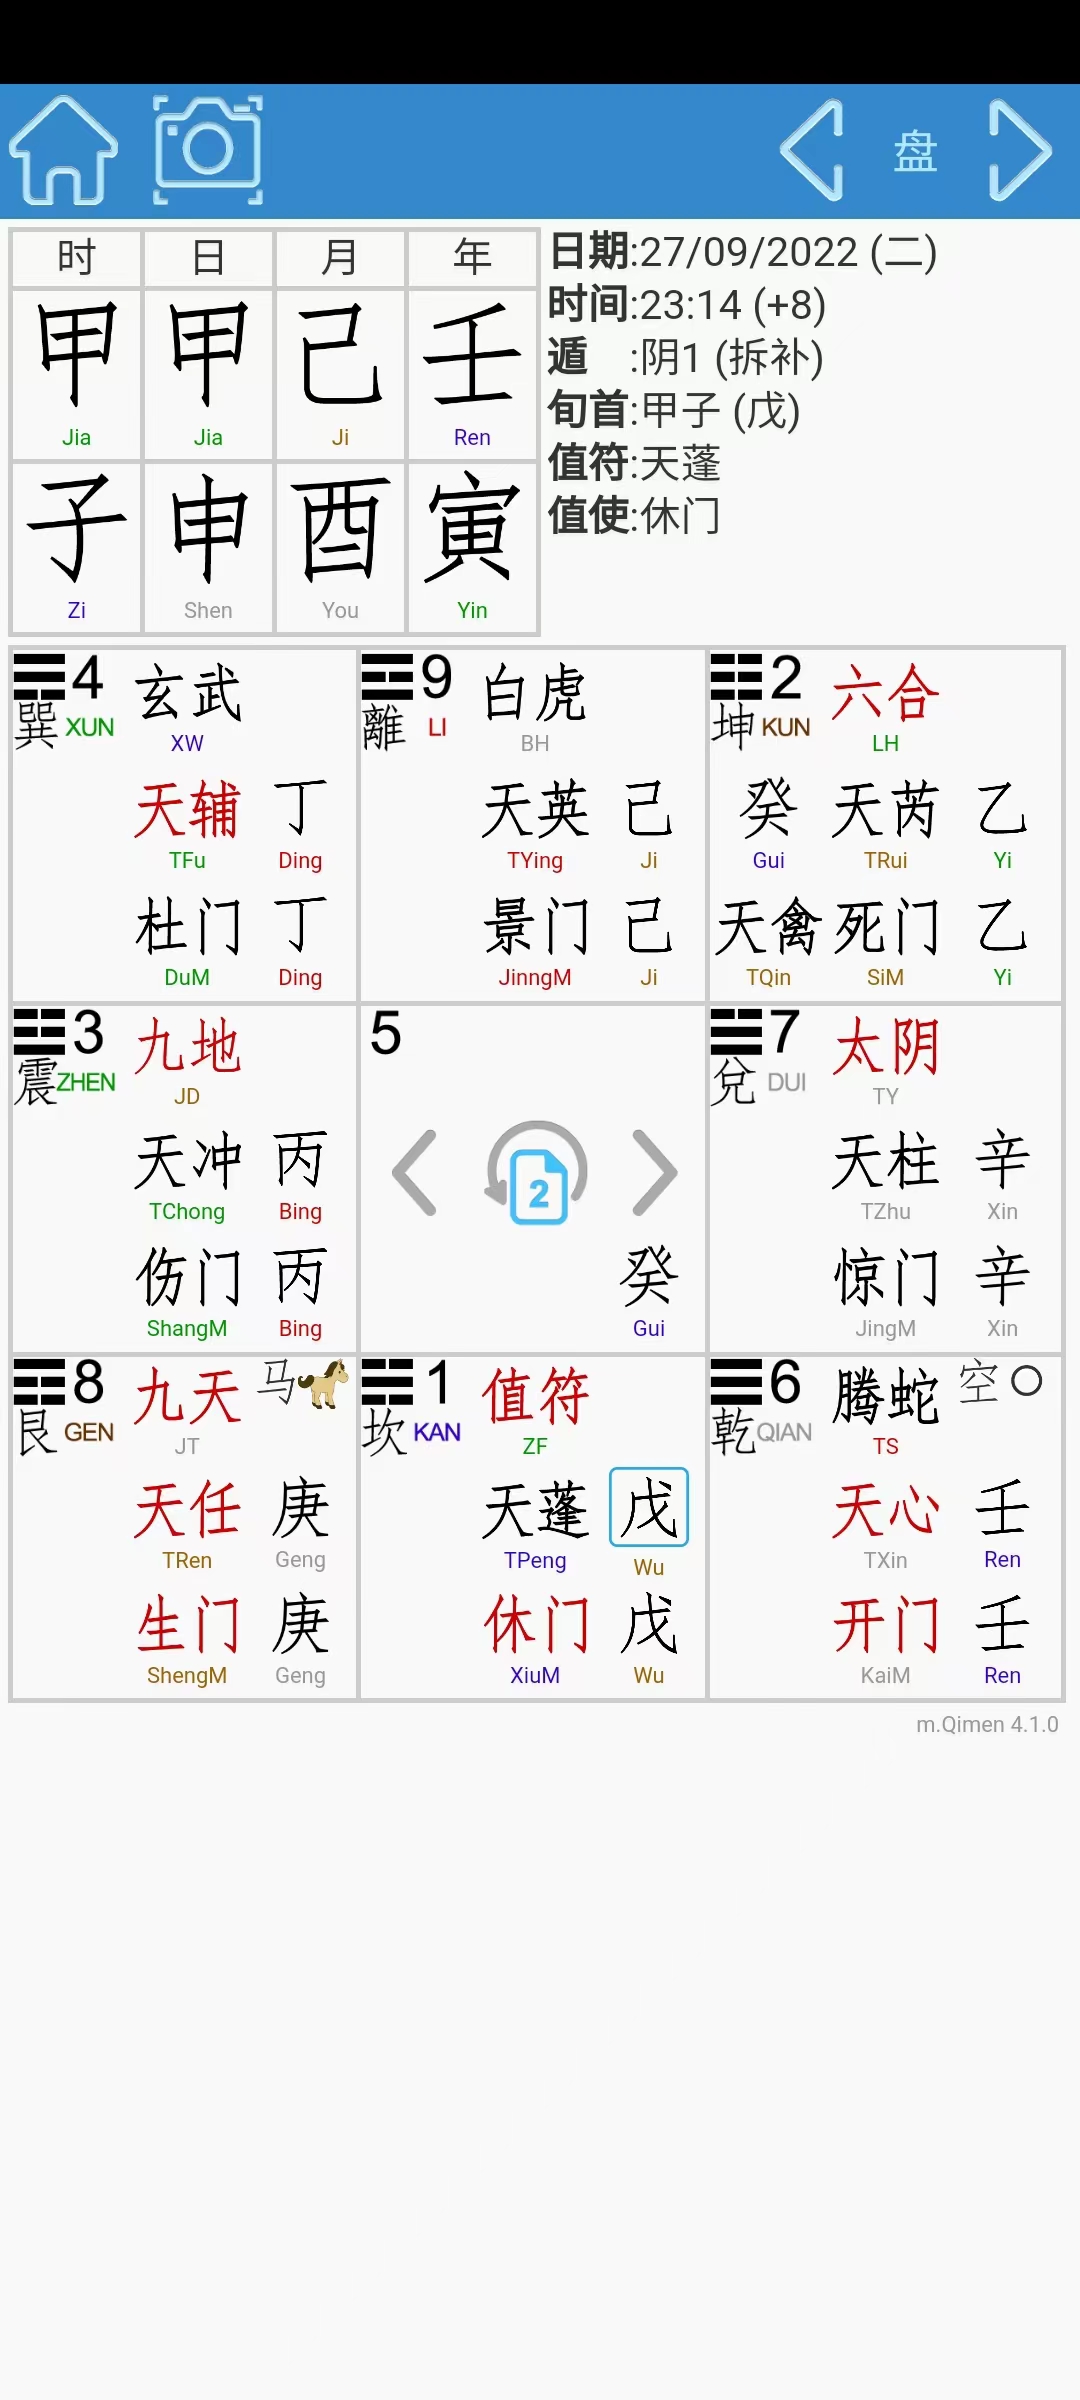 盘
时 日 月 年
甲 甲 己 壬
Jia Jia Ji Ren
子 申 酉 寅
Zi Shen You Yin
日期:27/09/2022 (二)
时间:23:14 (+8)
遁 :阴1 (拆补)
旬首:甲子 (戊)
值符:天蓬
值使:休门
4 玄武
巽 XUN XW
天辅 丁
TFu Ding
杜门 丁
DuM Ding
9 白虎
離 LI BH
天英 己
TYing Ji
景门 己
JinngM Ji
2 六合
坤 KUN LH
癸 天芮 乙
Gui TRui Yi
天禽 死门 乙
TQin SiM Yi
3 九地
震 ZHEN JD
天冲 丙
TChong Bing
伤门 丙
ShangM Bing
5
2
癸
Gui
7 太阴
兌 DUI TY
天柱 辛
TZhu Xin
惊门 辛
JingM Xin
8 九天 马
艮 GEN JT
天任 庚
TRen Geng
生门 庚
ShengM Geng
1 值符
坎 KAN ZF
天蓬 戊
TPeng Wu
休门 戊
XiuM Wu
6 腾蛇 空
乾 QIAN TS
天心 壬
TXin Ren
开门 壬
KaiM Ren
m.Qimen 4.1.0